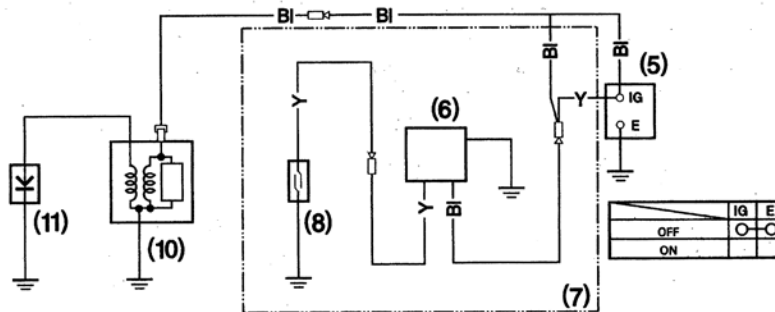 Bl
Bl
Bl
Bl
(5)
Y
IG
E
Y
(6)
Y
Bl
(8)
(7)
(11)
(10)
IG E
OFF
ON